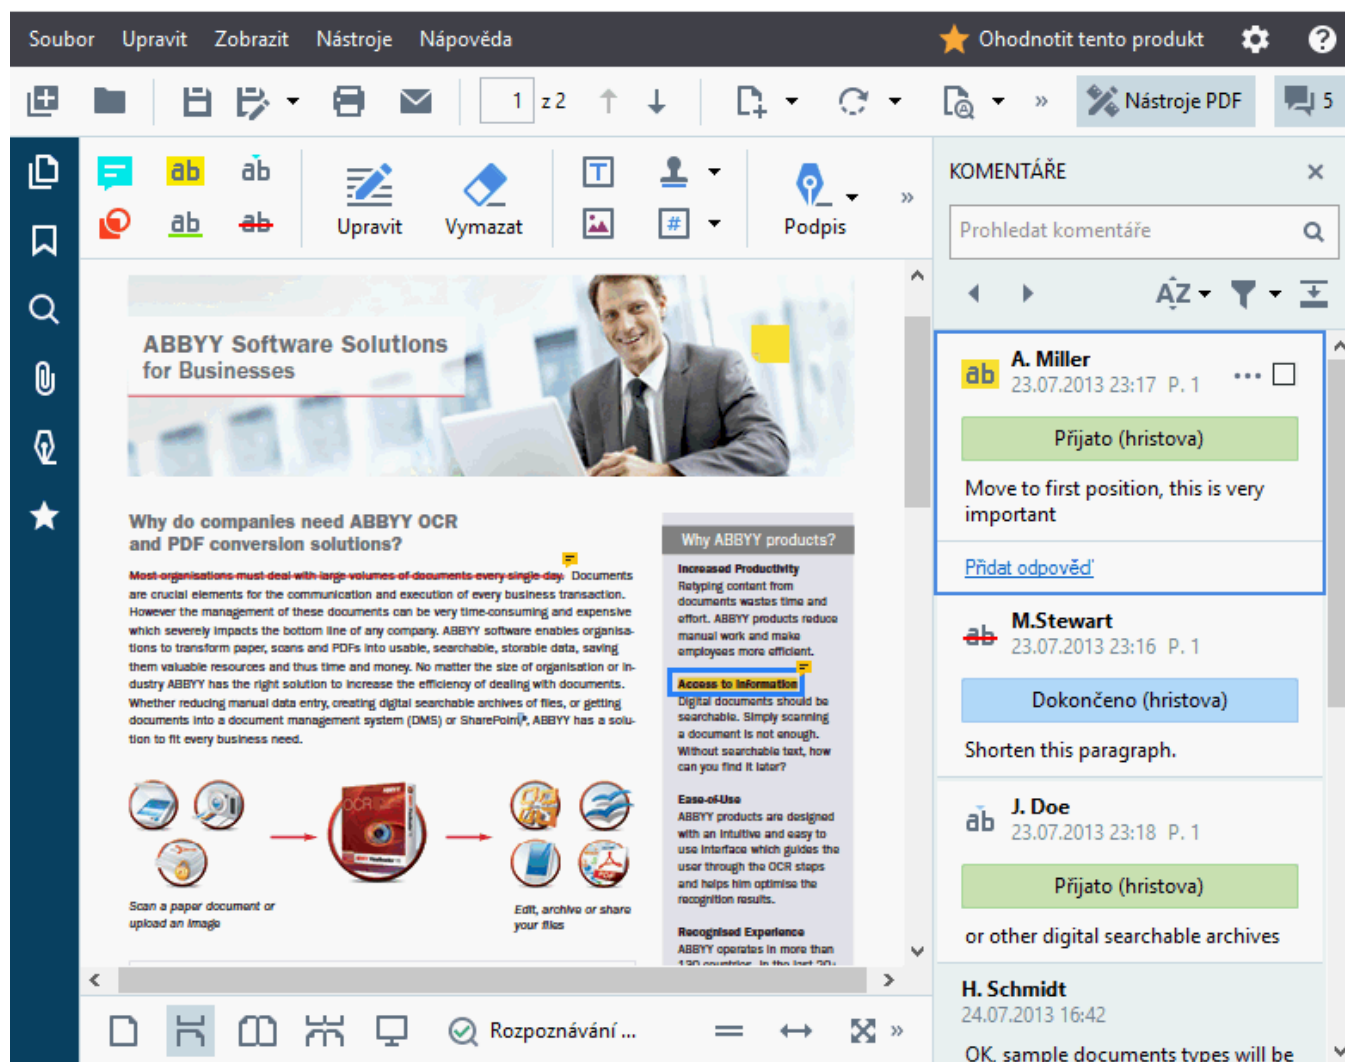 Soubor Upravit Zobrazit Nástroje Nápověda Ohodnotit tento produkt
1 z 2 Nástroje PDF 5
ab ab
ab ab
Upravit Vymazat Podpis
ABBYY Software Solutions
for Businesses
Why do companies need ABBYY OCR
and PDF conversion solutions?
Most organisations must deal with large volumes of documents every single day. Documents
are crucial elements for the communication and execution of every business transaction.
However the management of these documents can be very time-consuming and expensive
which severely impacts the bottom line of any company. ABBYY software enables organisa-
tions to transform paper, scans and PDFs into usable, searchable, storable data, saving
them valuable resources and thus time and money. No matter the size of organisation or in-
dustry ABBYY has the right solution to increase the efficiency of dealing with documents.
Whether reducing manual data entry, creating digital searchable archives of files, or getting
documents into a document management system (DMS) or SharePoint, ABBYY has a solu-
tion to fit every business need.
OCR
PDF
Scan a paper document or
upload an image
Edit, archive or share
your files
Why ABBYY products?
Increased Productivity
Retyping content from
documents wastes time and
effort. ABBYY products reduce
manual work and make
employees more efficient.
Access to Information
Digital documents should be
searchable. Simply scanning
a document is not enough.
Without searchable text, how
can you find it later?
Ease-of-Use
ABBYY products are designed
with an intuitive and easy to
use interface which guides the
user through the OCR steps
and helps him optimise the
recognition results.
Recognised Experience
ABBYY operates in more than
130 countries. In the last 20+
Rozpoznávání ...
KOMENTÁŘE
Prohledat komentáře
AZ
ab A. Miller
23.07.2013 23:17 P. 1
Přijato (hristova)
Move to first position, this is very
important
Přidat odpověď
ab M.Stewart
23.07.2013 23:16 P. 1
Dokončeno (hristova)
Shorten this paragraph.
ab J. Doe
23.07.2013 23:18 P. 1
Přijato (hristova)
or other digital searchable archives
H. Schmidt
24.07.2013 16:42
OK, sample documents types will be